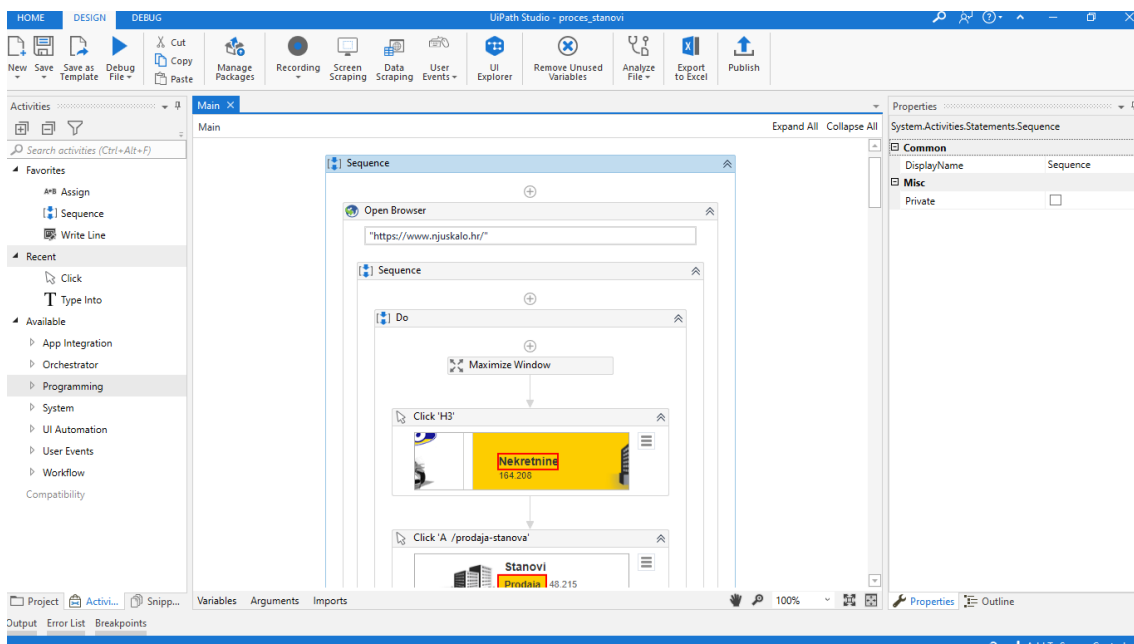 HOME DESIGN DEBUG UiPath Studio - proces_stanovi
New Save Save as Template Debug File Cut Copy Paste Manage Packages Recording Screen Scraping Data Scraping User Events UI Explorer Remove Unused Variables Analyze File Export to Excel Publish
Activities
Search activities (Ctrl+Alt+F)
Favorites
A*B Assign
Sequence
Write Line
Recent
Click
T Type Into
Available
App Integration
Orchestrator
Programming
System
UI Automation
User Events
Workflow
Compatibility
Project Activi... Snipp...
Main
Main Expand All Collapse All
Sequence
Open Browser
"https://www.njuskalo.hr/"
Sequence
Do
Maximize Window
Click 'H3'
Nekretnine
164.208
Click 'A /prodaja-stanova'
Stanovi
Prodaja 48.215
Variables Arguments Imports 100%
Properties
System.Activities.Statements.Sequence
Common
DisplayName Sequence
Misc
Private
Properties Outline
Output Error List Breakpoints